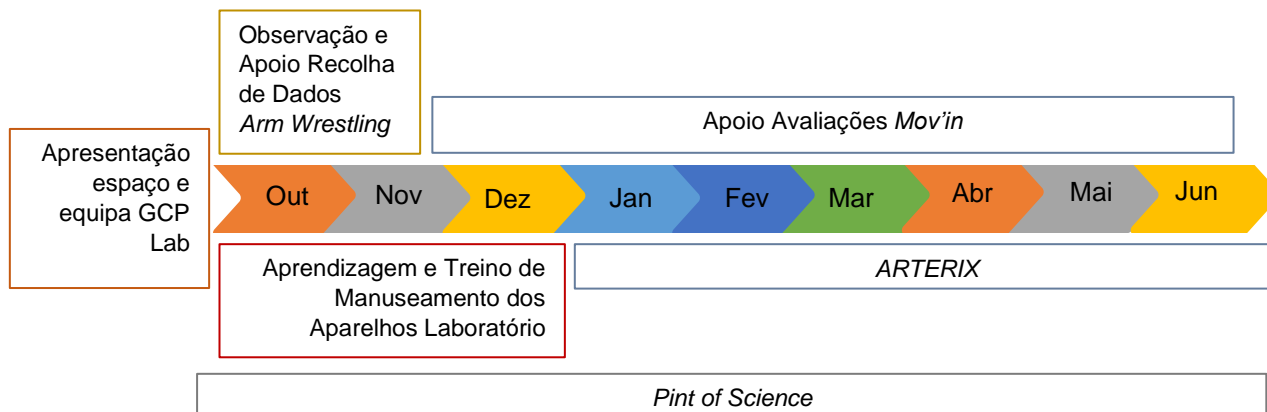 Observação e
Apoio Recolha
de Dados
Arm Wrestling
Apoio Avaliações Mov’in
Apresentação
espaço e
equipa GCP
Lab
Out
Nov
Dez
Jan
Fev
Mar
Abr
Mai
Jun
Aprendizagem e Treino de
Manuseamento dos
Aparelhos Laboratório
ARTERIX
Pint of Science